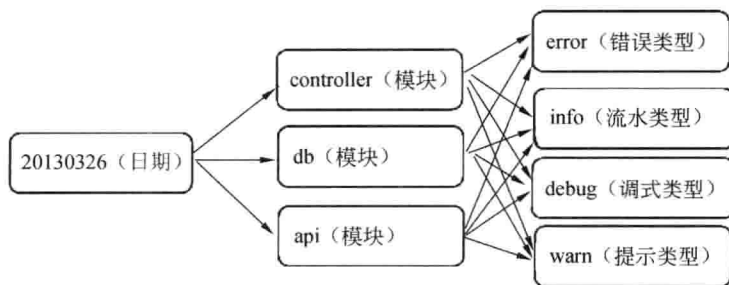 20130326（日期）
controller（模块）
db（模块）
api（模块）
error（错误类型）
info（流水类型）
debug（调式类型）
warn（提示类型）